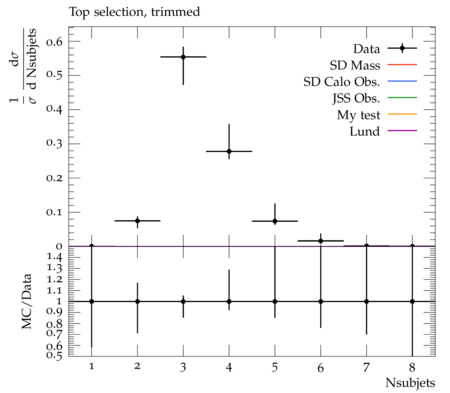 Top selection, trimmed
1/σ dσ/d Nsubjets
Data
SD Mass
SD Calo Obs.
JSS Obs.
My test
Lund
0.6
0.5
0.4
0.3
0.2
0.1
0
MC/Data
1.4
1.3
1.2
1.1
1
0.9
0.8
0.7
0.6
0.5
1 2 3 4 5 6 7 8
Nsubjets